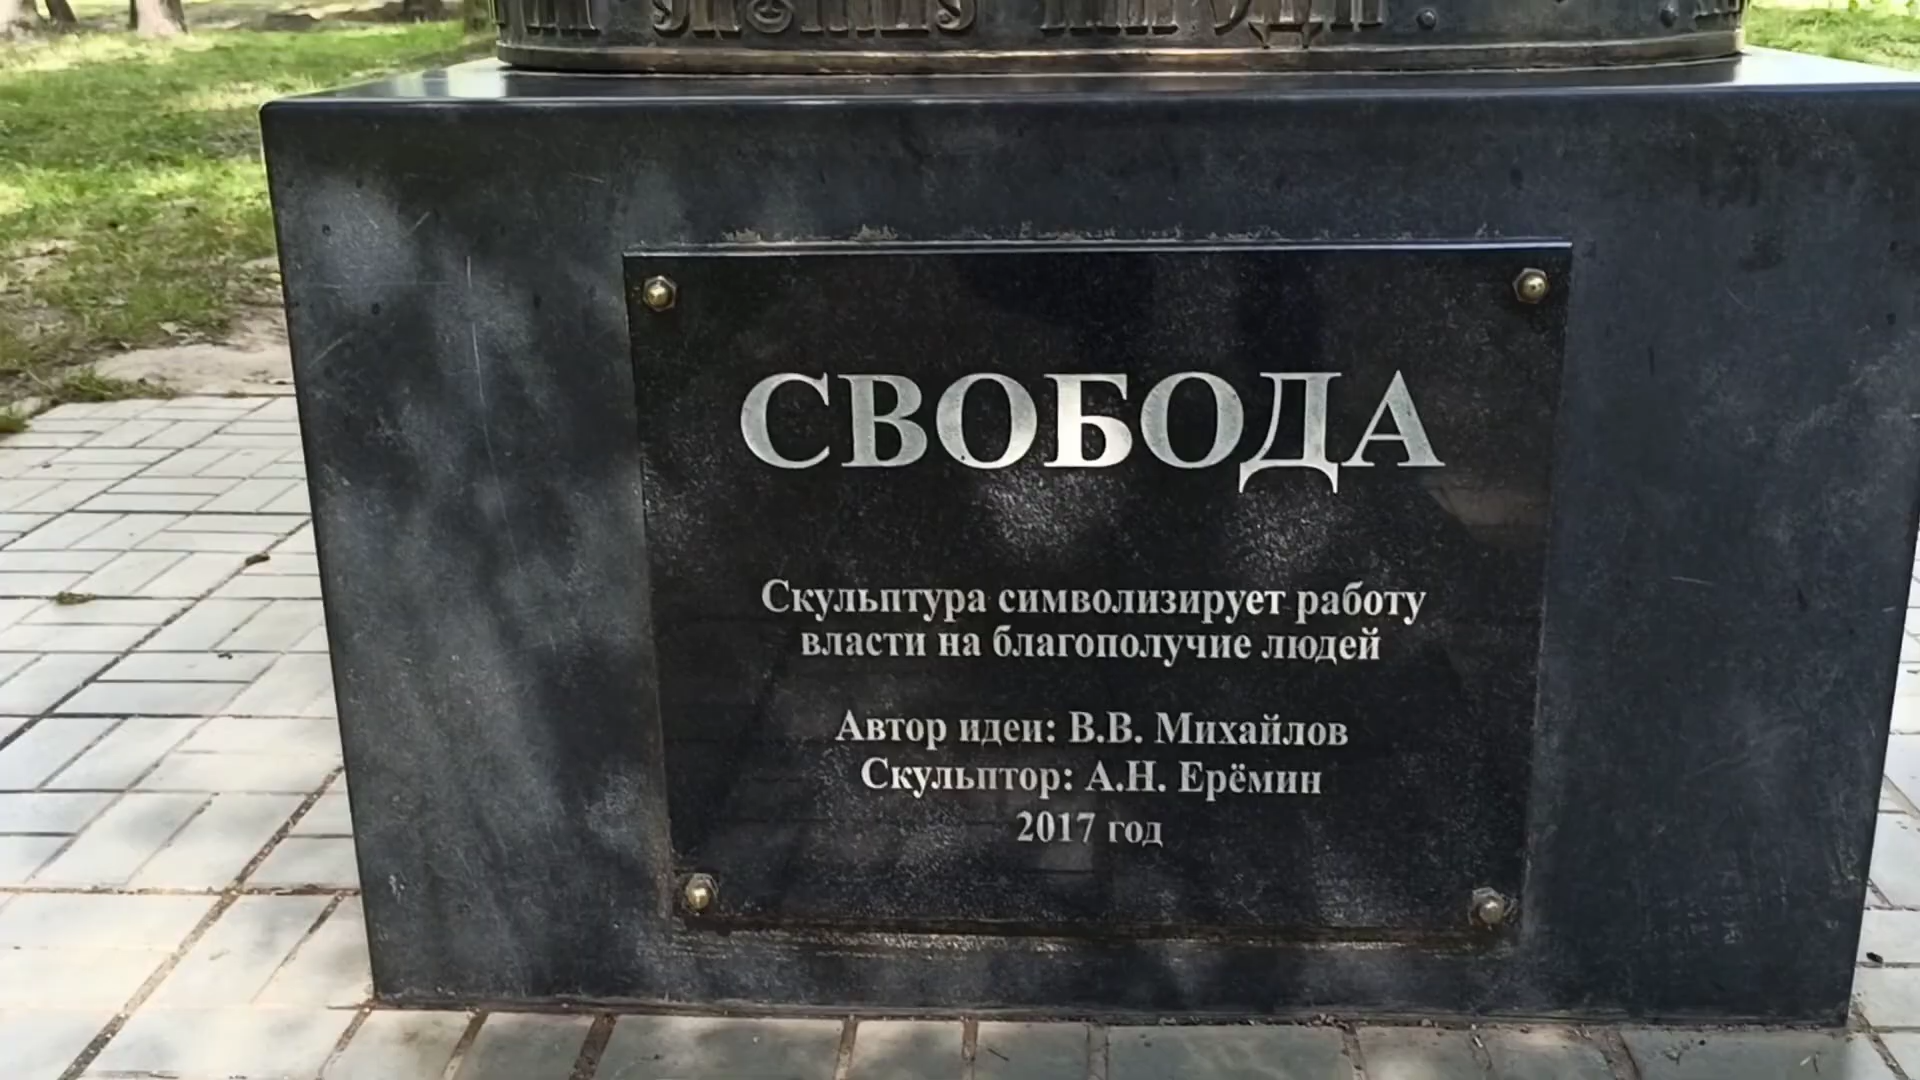 СВОБОДА
Скульптура символизирует работу
власти на благополучие людей
Автор идеи: В.В. Михайлов
Скульптор: А.Н. Ерёмин
2017 год